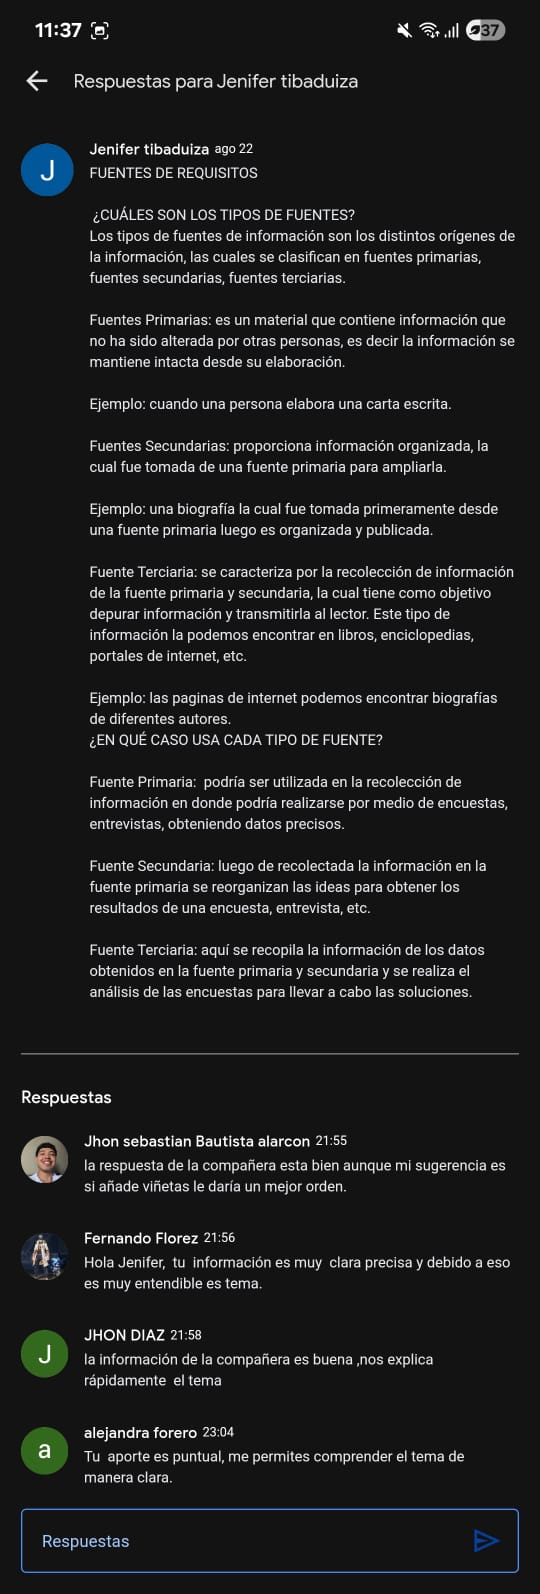 11:37
37
Respuestas para Jenifer tibaduiza
J
Jenifer tibaduiza ago 22
FUENTES DE REQUISITOS
¿CUÁLES SON LOS TIPOS DE FUENTES?
Los tipos de fuentes de información son los distintos orígenes de
la información, las cuales se clasifican en fuentes primarias,
fuentes secundarias, fuentes terciarias.
Fuentes Primarias: es un material que contiene información que
no ha sido alterada por otras personas, es decir la información se
mantiene intacta desde su elaboración.
Ejemplo: cuando una persona elabora una carta escrita.
Fuentes Secundarias: proporciona información organizada, la
cual fue tomada de una fuente primaria para ampliarla.
Ejemplo: una biografía la cual fue tomada primeramente desde
una fuente primaria luego es organizada y publicada.
Fuente Terciaria: se caracteriza por la recolección de información
de la fuente primaria y secundaria, la cual tiene como objetivo
depurar información y transmitirla al lector. Este tipo de
información la podemos encontrar en libros, enciclopedias,
portales de internet, etc.
Ejemplo: las paginas de internet podemos encontrar biografías
de diferentes autores.
¿EN QUÉ CASO USA CADA TIPO DE FUENTE?
Fuente Primaria:  podría ser utilizada en la recolección de
información en donde podría realizarse por medio de encuestas,
entrevistas, obteniendo datos precisos.
Fuente Secundaria: luego de recolectada la información en la
fuente primaria se reorganizan las ideas para obtener los
resultados de una encuesta, entrevista, etc.
Fuente Terciaria: aquí se recopila la información de los datos
obtenidos en la fuente primaria y secundaria y se realiza el
análisis de las encuestas para llevar a cabo las soluciones.
Respuestas
Jhon sebastian Bautista alarcon 21:55
la respuesta de la compañera esta bien aunque mi sugerencia es
si añade viñetas le daría un mejor orden.
Fernando Florez 21:56
Hola Jenifer,  tu  información es muy  clara precisa y debido a eso
es muy entendible es tema.
J
JHON DIAZ 21:58
la información de la compañera es buena ,nos explica
rápidamente  el tema
a
alejandra forero 23:04
Tu  aporte es puntual, me permites comprender el tema de
manera clara.
Respuestas